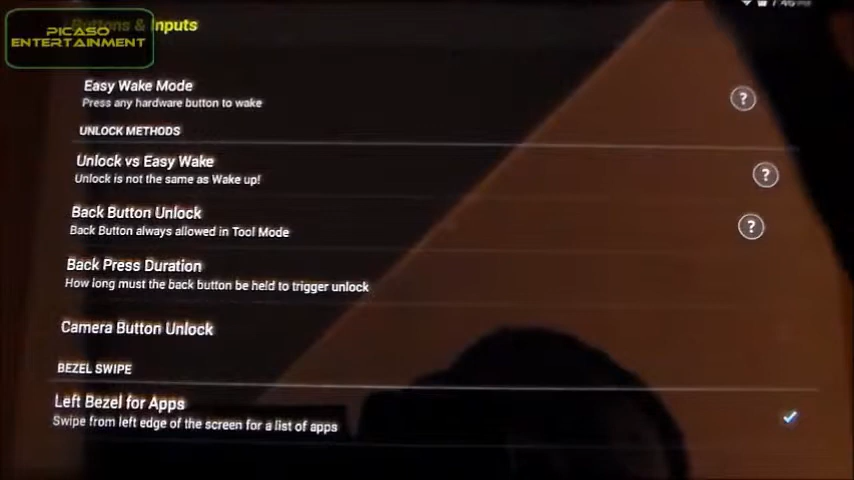 Buttons & Inputs
PICASO
ENTERTAINMENT
7:46 PM
Easy Wake Mode
Press any hardware button to wake
?
UNLOCK METHODS
Unlock vs Easy Wake
Unlock is not the same as Wake up!
?
Back Button Unlock
Back Button always allowed in Tool Mode
?
Back Press Duration
How long must the back button be held to trigger unlock
Camera Button Unlock
BEZEL SWIPE
Left Bezel for Apps
Swipe from left edge of the screen for a list of apps